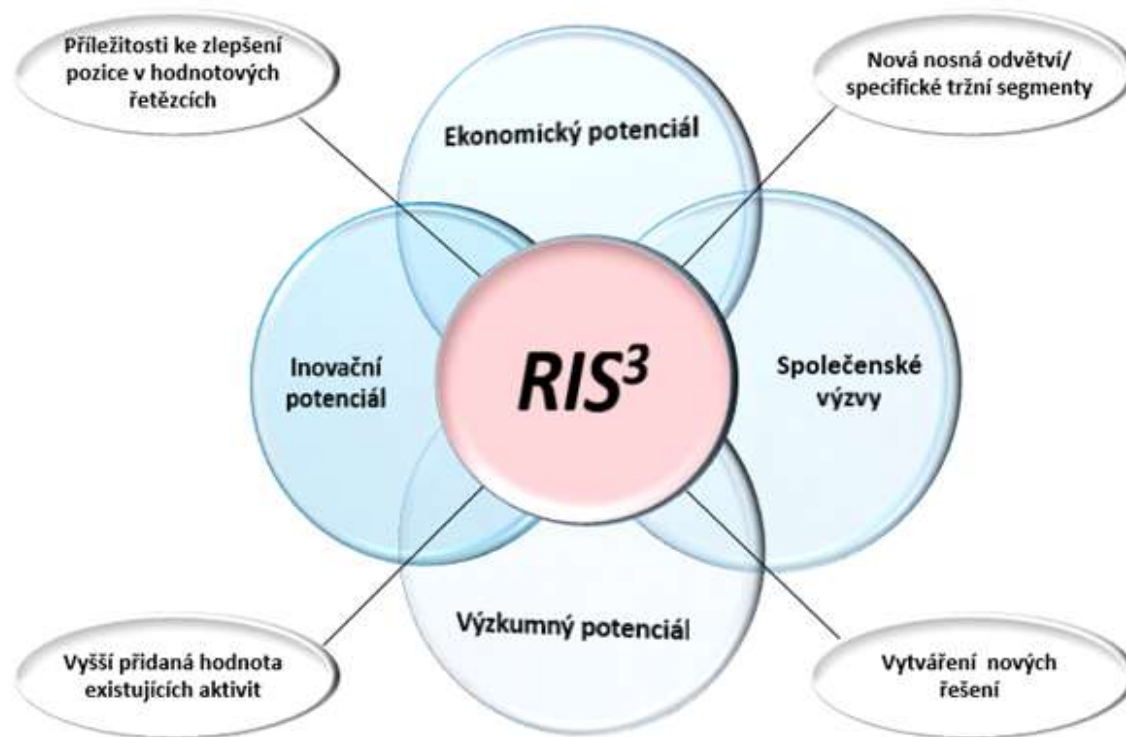 Příležitosti ke zlepšení
pozice v hodnotových
řetězcích
Nová nosná odvětví/
specifické tržní segmenty
Ekonomický potenciál
Inovační
potenciál
RIS³
Společenské
výzvy
Výzkumný potenciál
Vyšší přidaná hodnota
existujících aktivit
Vytváření nových
řešení